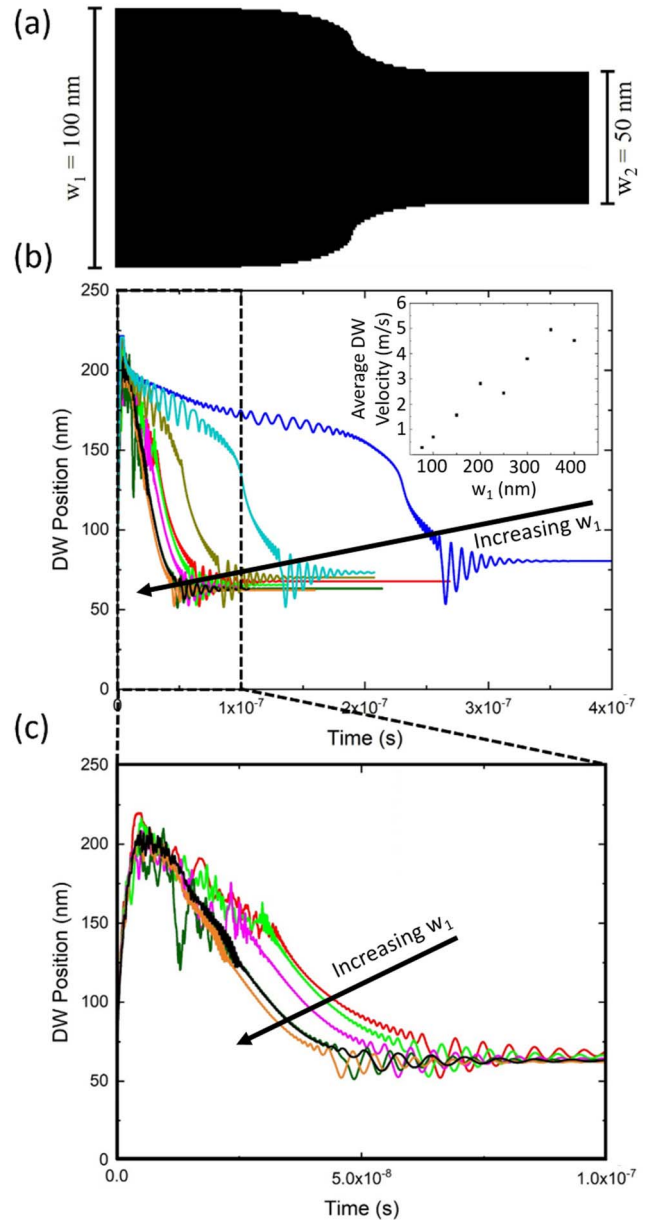 (a)
w₁ = 100 nm
w₂ = 50 nm
(b)
250
200
150
100
50
0
DW Position (nm)
0
1x10⁻⁷
2x10⁻⁷
3x10⁻⁷
4x10⁻⁷
Time (s)
Average DW
Velocity (m/s)
6
5
4
3
2
1
100
200
300
400
w₁ (nm)
Increasing w₁
(c)
250
200
150
100
50
0
DW Position (nm)
Increasing w₁
0.0
5.0x10⁻⁸
1.0x10⁻⁷
Time (s)